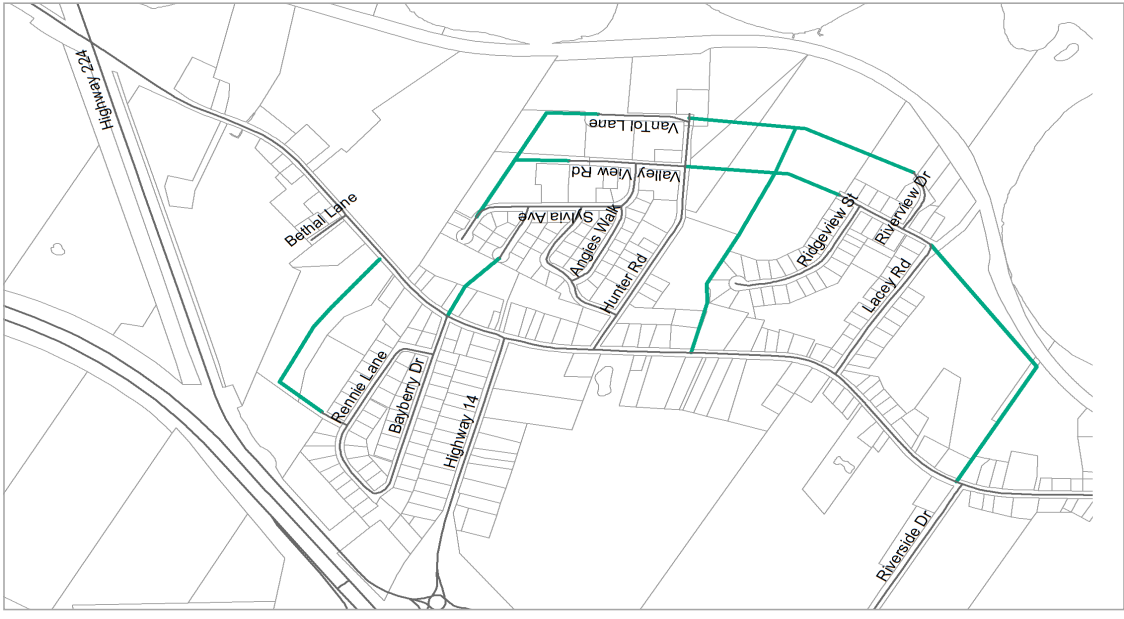 Highway 224
VanTol Lane
Valley View Rd
Sylvia Ave
Angies Walk
Bethal Lane
Riverview Dr
Ridgeview St
Hunter Rd
Lacey Rd
Rennie Lane
Bayberry Dr
Highway 14
Riverside Dr